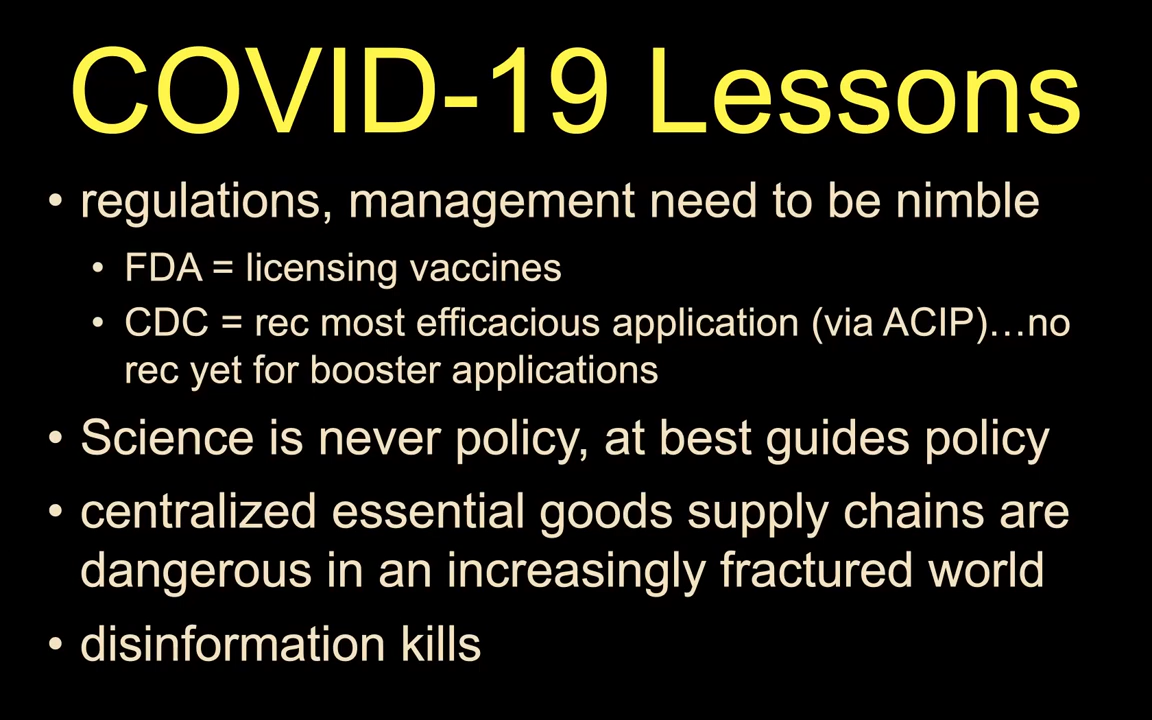 COVID-19 Lessons
• regulations, management need to be nimble
• FDA = licensing vaccines
• CDC = rec most efficacious application (via ACIP)…no
rec yet for booster applications
• Science is never policy, at best guides policy
• centralized essential goods supply chains are
dangerous in an increasingly fractured world
• disinformation kills